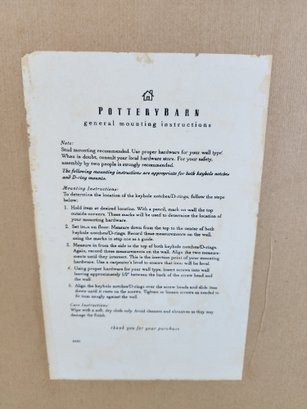 POTTERYBARN
general mounting instructions
Note:
Stud mounting recommended. Use proper hardware for your wall type!
When in doubt, consult your local hardware store. For your safety,
assembly by two people is strongly recommended.
The following mounting instructions are appropriate for both keyhole notches
and D-ring mounts.
Mounting Instructions:
To determine the location of the keyhole notches/D-rings, follow the steps
below:
1. Hold item at desired location. With a pencil, mark on wall the top
outside corners. These marks will be used to determine the location of
your mounting hardware.
2. Set item on floor. Measure down from the top to the center of both
keyhole notches/D-rings. Record these measurements on the wall,
using the marks in step one as a guide.
3. Measure in from the side to the center of both keyhole notches/D-rings.
Again, record these measurements on the wall. Align the two measure-
ments until they intersect. This is the insertion point of your mounting
hardware. Use a carpenter's level to ensure that item will be level.
4. Using proper hardware for your wall type, insert screws into wall
leaving approximately 1/8" between the back of the screw head and
the wall.
5. Align the keyholes/D-rings over the screw heads and slide item
down until it rests on the screws. Tighten or loosen screws as needed to
fit item snugly against the wall.
Care Instructions:
Wipe with a soft, dry cloth only. Avoid cleaners and abrasives as they may
damage the finish.
thank you for your purchase